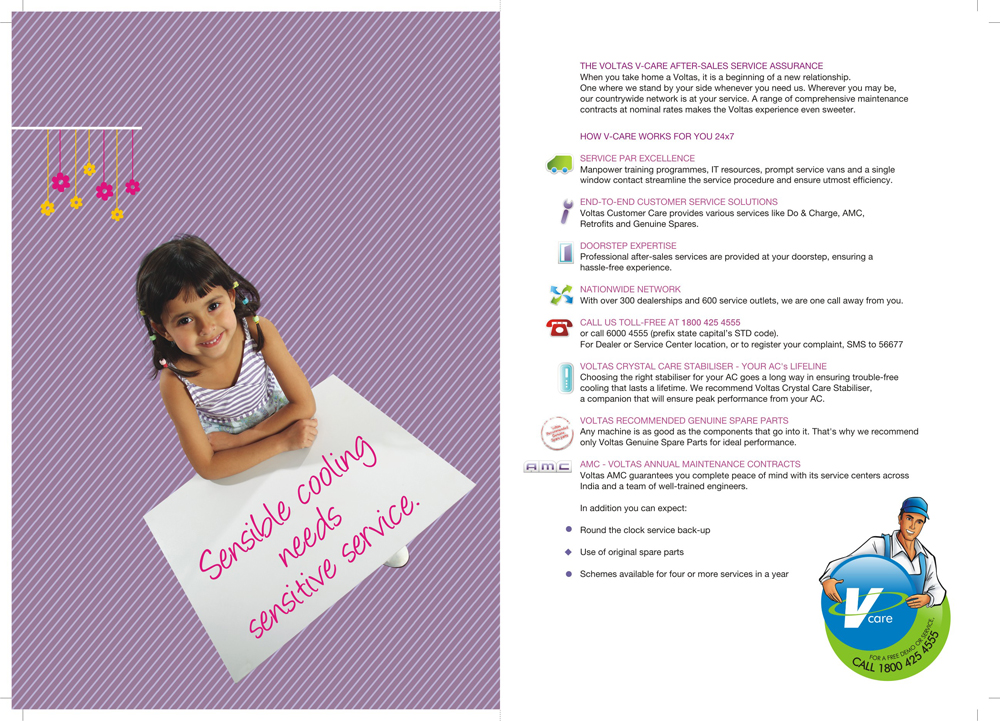 Sensible cooling
needs
sensitive service.
THE VOLTAS V-CARE AFTER-SALES SERVICE ASSURANCE
When you take home a Voltas, it is a beginning of a new relationship.
One where we stand by your side whenever you need us. Wherever you may be,
our countrywide network is at your service. A range of comprehensive maintenance
contracts at nominal rates makes the Voltas experience even sweeter.
HOW V-CARE WORKS FOR YOU 24x7
SERVICE PAR EXCELLENCE
Manpower training programmes, IT resources, prompt service vans and a single
window contact streamline the service procedure and ensure utmost efficiency.
END-TO-END CUSTOMER SERVICE SOLUTIONS
Voltas Customer Care provides various services like Do & Charge, AMC,
Retrofits and Genuine Spares.
DOORSTEP EXPERTISE
Professional after-sales services are provided at your doorstep, ensuring a
hassle-free experience.
NATIONWIDE NETWORK
With over 300 dealerships and 600 service outlets, we are one call away from you.
CALL US TOLL-FREE AT 1800 425 4555
or call 6000 4555 (prefix state capital's STD code).
For Dealer or Service Center location, or to register your complaint, SMS to 56677
VOLTAS CRYSTAL CARE STABILISER - YOUR AC's LIFELINE
Choosing the right stabiliser for your AC goes a long way in ensuring trouble-free
cooling that lasts a lifetime. We recommend Voltas Crystal Care Stabiliser,
a companion that will ensure peak performance from your AC.
VOLTAS RECOMMENDED GENUINE SPARE PARTS
Any machine is as good as the components that go into it. That's why we recommend
only Voltas Genuine Spare Parts for ideal performance.
AMC
AMC - VOLTAS ANNUAL MAINTENANCE CONTRACTS
Voltas AMC guarantees you complete peace of mind with its service centers across
India and a team of well-trained engineers.
In addition you can expect:
Round the clock service back-up
Use of original spare parts
Schemes available for four or more services in a year
V care
FOR A FREE DEMO OR SERVICE,
CALL 1800 425 4555